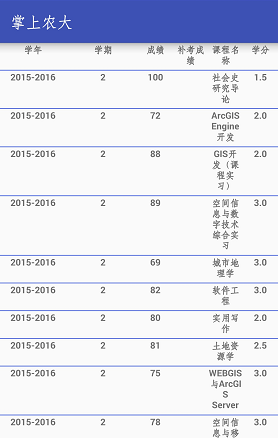 掌上农大
学年 学期 成绩 补考成绩 课程名称 学分
2015-2016 2 100 社会史研究导论 1.5
2015-2016 2 72 ArcGIS Engine开发 2.0
2015-2016 2 88 GIS开发（课程实习） 2.0
2015-2016 2 89 空间信息与数字技术综合实习 3.0
2015-2016 2 69 城市地理学 3.0
2015-2016 2 82 软件工程 3.0
2015-2016 2 80 实用写作 2.0
2015-2016 2 81 土地资源学 2.5
2015-2016 2 75 WEBGIS与ArcGIS Server 3.0
2015-2016 2 78 空间信息与移 3.0